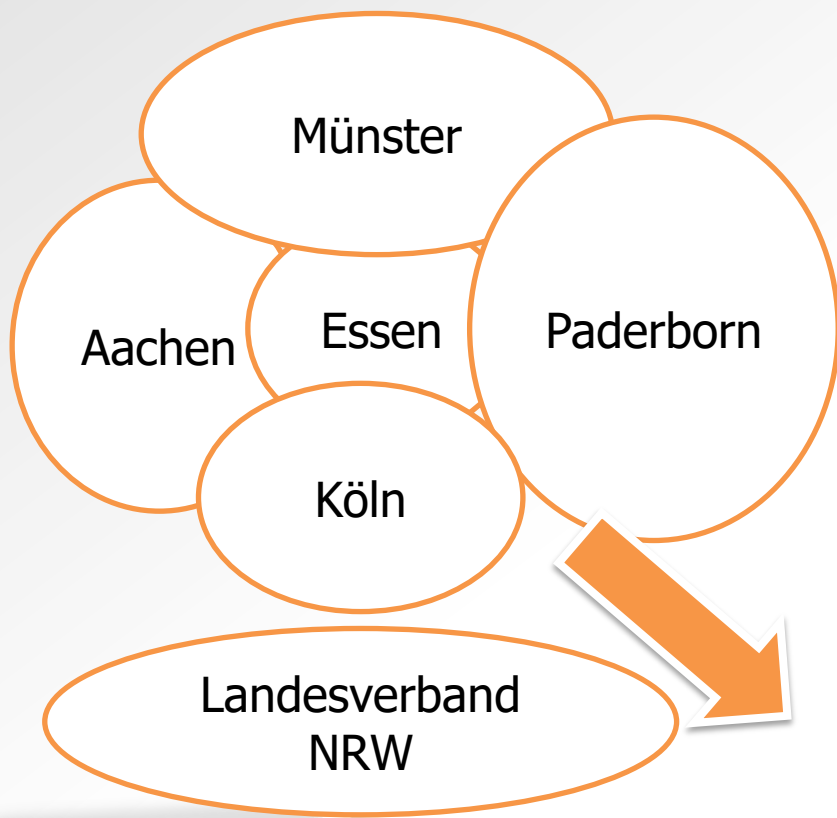 Münster
Aachen
Essen
Paderborn
Köln
Landesverband
NRW